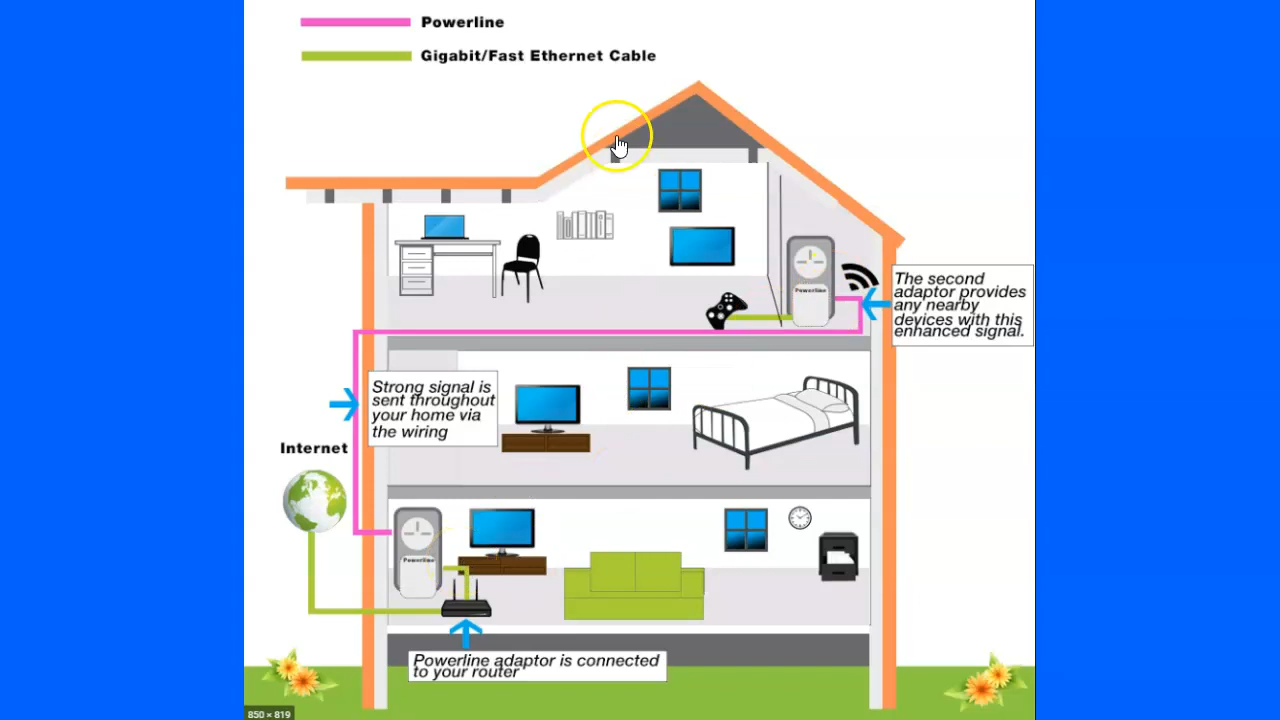 Powerline
Gigabit/Fast Ethernet Cable
Powerline
The second
adaptor provides
any nearby
devices with this
enhanced signal.
Strong signal is
sent throughout
your home via
the wiring
Internet
Powerline
Powerline adaptor is connected
to your router
850 × 819